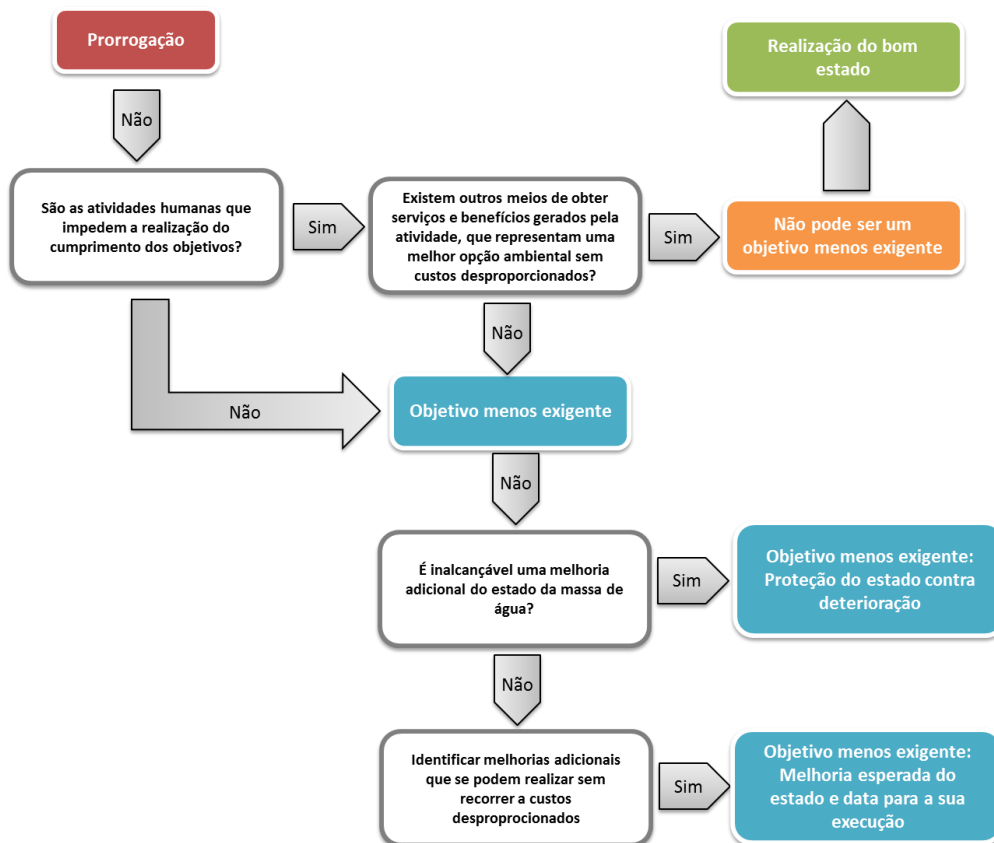 Prorrogação
Realização do bom
estado
Não
São as atividades humanas que
impedem a realização do
cumprimento dos objetivos?
Sim
Existem outros meios de obter
serviços e benefícios gerados pela
atividade, que representam uma
melhor opção ambiental sem
custos desproporcionados?
Sim
Não pode ser um
objetivo menos exigente
Não
Não
Objetivo menos exigente
Não
É inalcançável uma melhoria
adicional do estado da massa de
água?
Sim
Objetivo menos exigente:
Proteção do estado contra
deterioração
Não
Identificar melhorias adicionais
que se podem realizar sem
recorrer a custos
desproprocionados
Sim
Objetivo menos exigente:
Melhoria esperada do
estado e data para a sua
execução